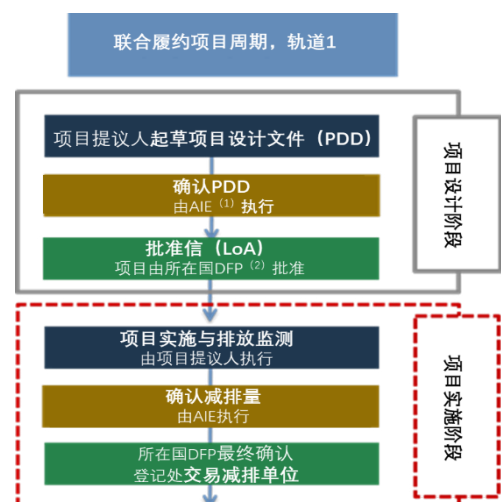 联合履约项目周期，轨道1
项目提议人起草项目设计文件（PDD）
确认PDD
由AIE（1）执行
批准信（LoA）
项目由所在国DFP（2）批准
项目设计阶段
项目实施与排放监测
由项目提议人执行
确认减排量
由AIE执行
所在国DFP最终确认
登记处交易减排单位
项目实施阶段